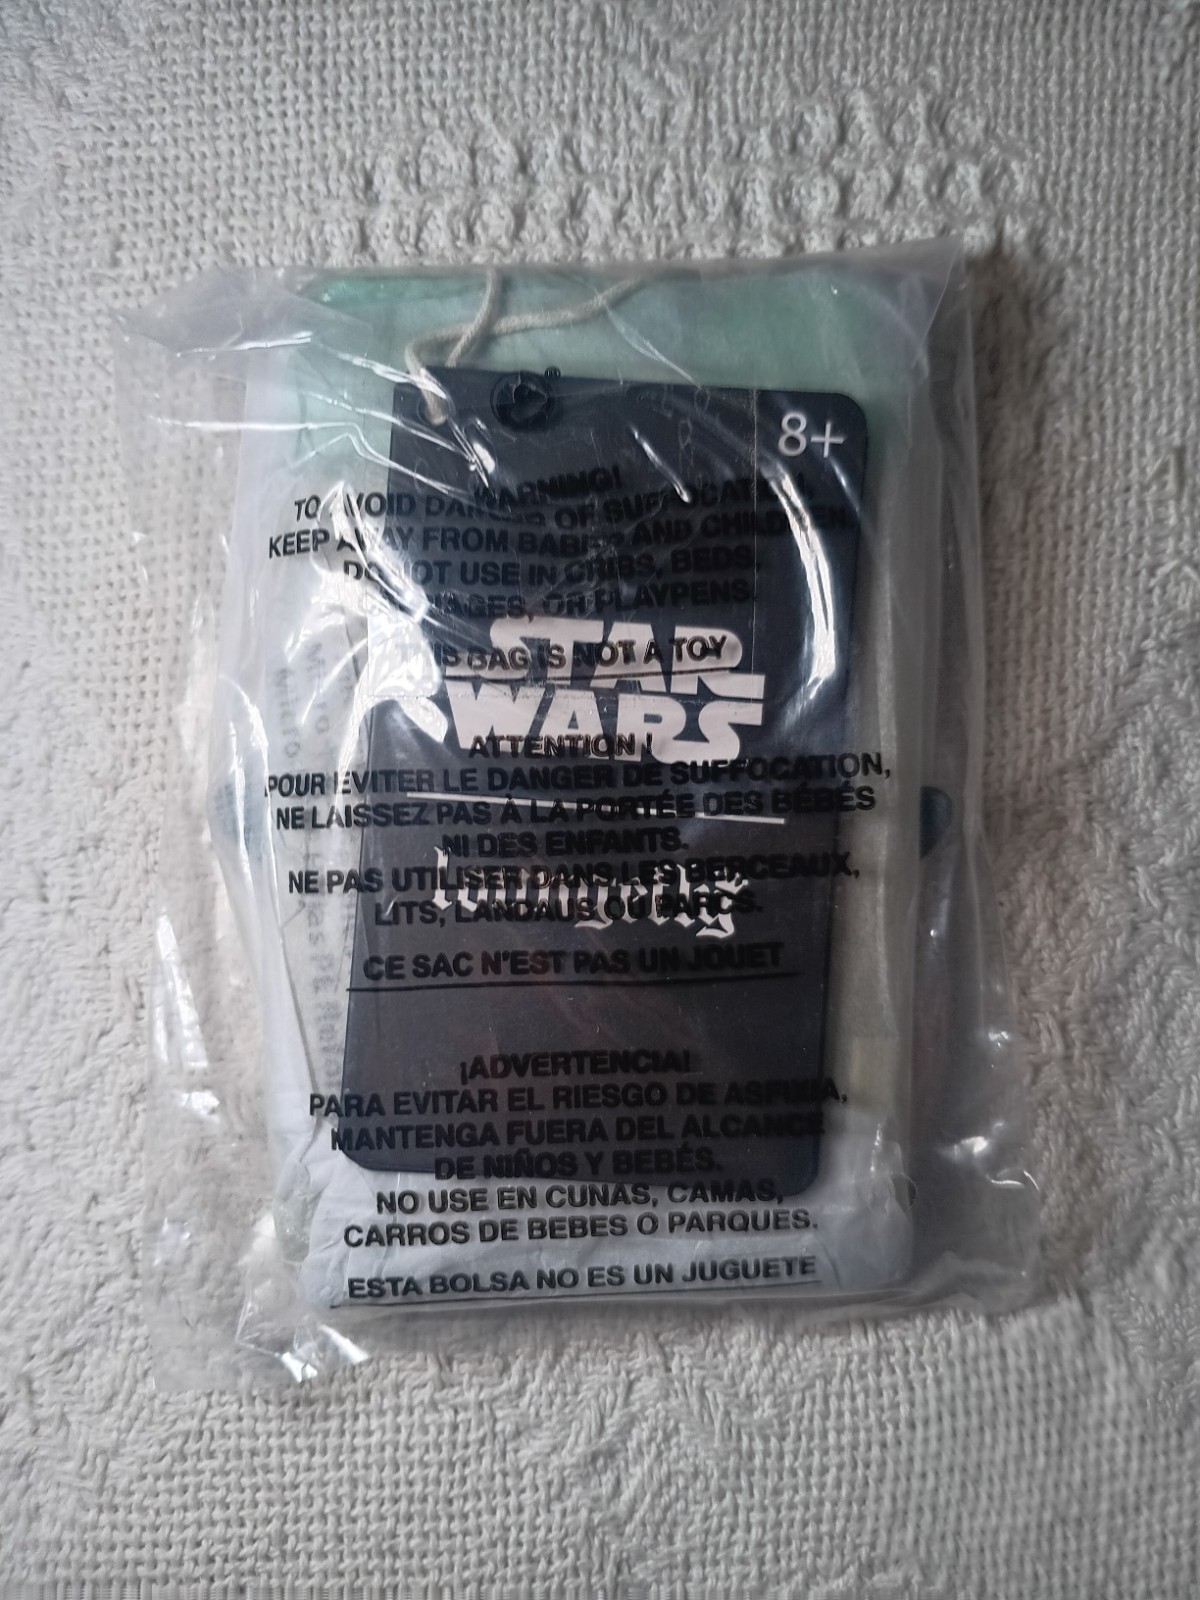 8+
WARNING!
TO AVOID DANGER OF SUFFOCATION,
KEEP AWAY FROM BABIES AND CHILDREN
DO NOT USE IN CRIBS, BEDS,
CARRIAGES, OR PLAYPENS.
THIS BAG IS NOT A TOY
STAR
WARS
ATTENTION !
POUR EVITER LE DANGER DE SUFFOCATION,
NE LAISSEZ PAS À LA PORTÉE DES BÉBÉS
NI DES ENFANTS.
NE PAS UTILISER DANS LES BERCEAUX,
LITS, LANDAUS OU PARCS.
loungefly
CE SAC N'EST PAS UN JOUET
¡ADVERTENCIA!
PARA EVITAR EL RIESGO DE ASFIXIA,
MANTENGA FUERA DEL ALCANCE
DE NIÑOS Y BEBÉS.
NO USE EN CUNAS, CAMAS,
CARROS DE BEBES O PARQUES.
ESTA BOLSA NO ES UN JUGUETE